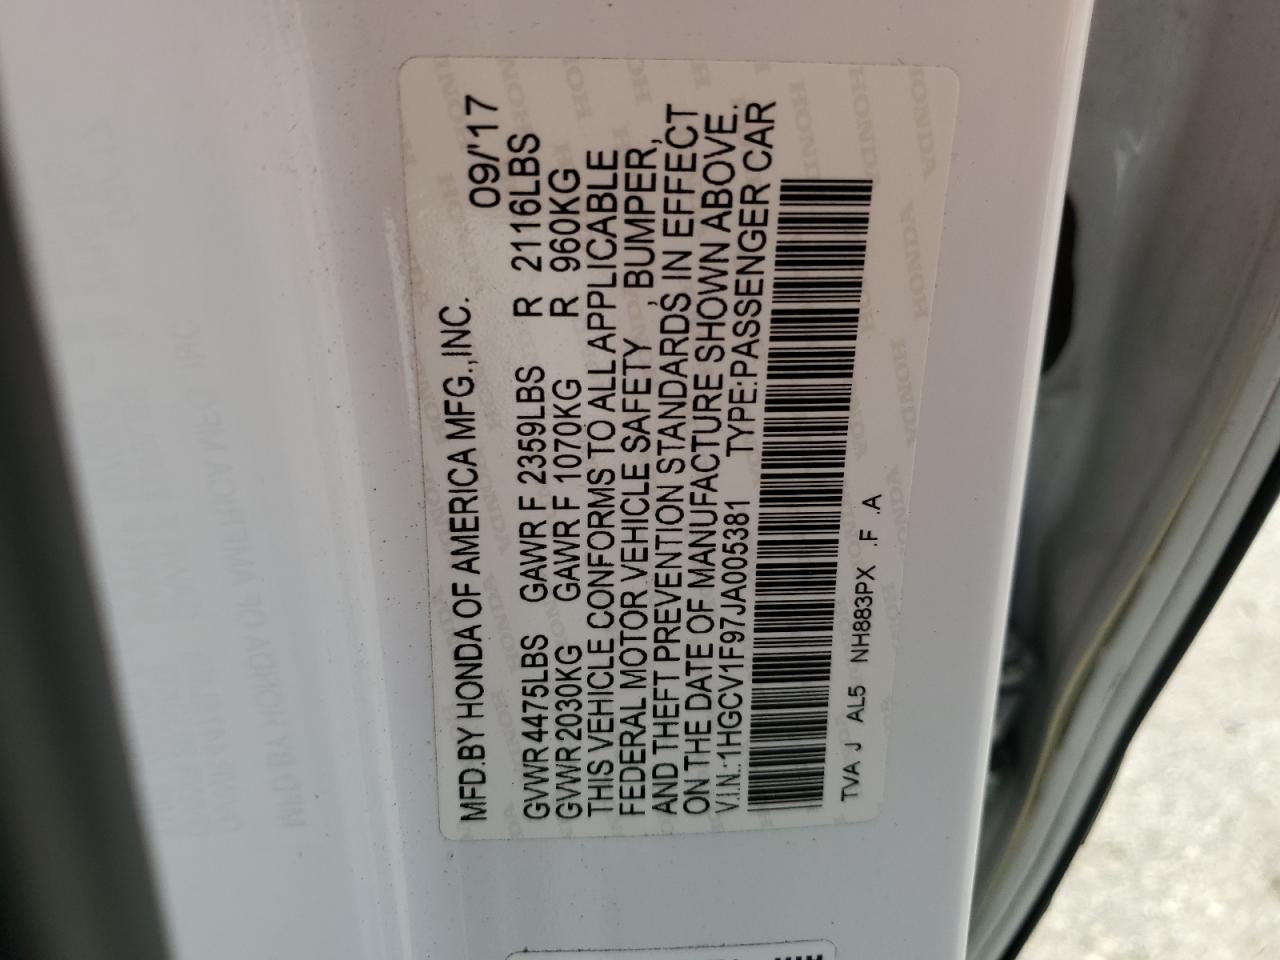 MFD.BY HONDA OF AMERICA MFG.,INC. 09/'17
GVWR 4475LBS GAWR F 2359LBS R 2116LBS
GVWR 2030KG GAWR F 1070KG R 960KG
THIS VEHICLE CONFORMS TO ALL APPLICABLE
FEDERAL MOTOR VEHICLE SAFETY, BUMPER,
AND THEFT PREVENTION STANDARDS IN EFFECT
ON THE DATE OF MANUFACTURE SHOWN ABOVE.
V.I.N.:1HGCV1F97JA005381 TYPE:PASSENGER CAR
TVA J AL5 NH883PX .F .A